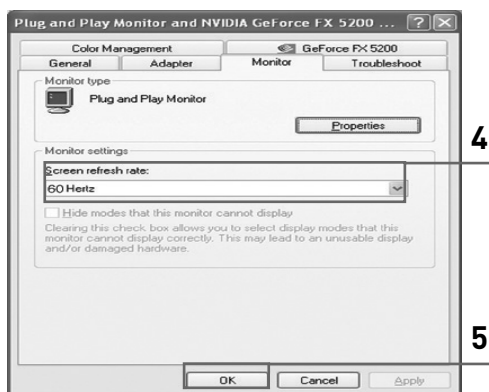 Plug and Play Monitor and NVIDIA GeForce FX 5200 ...
Color Management
GeForce FX 5200
General
Adapter
Monitor
Troubleshoot
Monitor type
Plug and Play Monitor
Properties
4
Monitor settings
Screen refresh rate:
60 Hertz
Hide modes that this monitor cannot display
Clearing this check box allows you to select display modes that this
monitor cannot display correctly. This may lead to an unusable display
and/or damaged hardware.
5
OK
Cancel
Apply